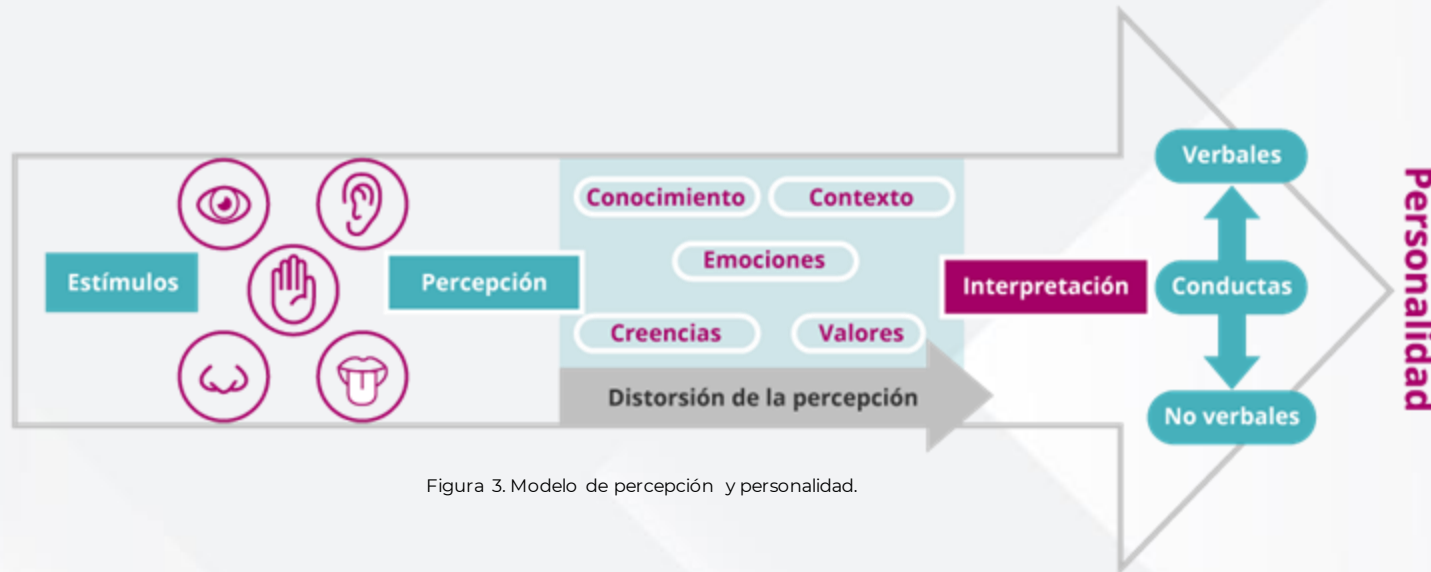 Estímulos
Percepción
Conocimiento
Contexto
Emociones
Creencias
Valores
Distorsión de la percepción
Interpretación
Verbales
Conductas
No verbales
Personalidad
Figura 3. Modelo de percepción y personalidad.